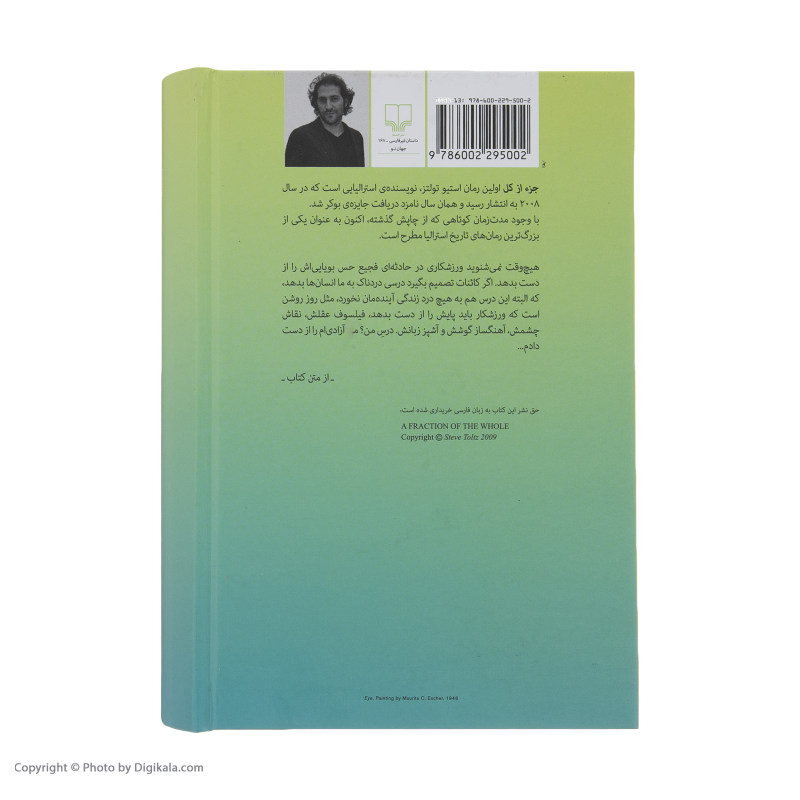 ISBN 13: 978-600-229-500-2
9 786002 295002
داستان غیرفارسی - ۱۴۸
جهان نو
جزء از کل اولین رمان استیو تولتز، نویسنده‌ی استرالیایی است که در سال
۲۰۰۸ به انتشار رسید و همان سال نامزد دریافت جایزه‌ی بوکر شد.
با وجود مدت‌زمان کوتاهی که از چاپش گذشته، اکنون به عنوان یکی از
بزرگ‌ترین رمان‌های تاریخ استرالیا مطرح است.
هیچ‌وقت نمی‌شنوید ورزشکاری در حادثه‌ای فجیع حس بویایی‌اش را از
دست بدهد. اگر کائنات تصمیم بگیرد درسی دردناک به ما انسان‌ها بدهد،
که البته این درس هم به هیچ درد زندگی آینده‌مان نخورد، مثل روز روشن
است که ورزشکار باید پایش را از دست بدهد، فیلسوف عقلش، نقاش
چشمش، آهنگساز گوشش و آشپز زبانش. درس من؟ من آزادی‌ام را از دست
دادم...
ـ از متن کتاب ـ
حق نشر این کتاب به زبان فارسی خریداری شده است.
A FRACTION OF THE WHOLE
Copyright © Steve Toltz 2009
Eye, Painting by Maurits C. Escher, 1946
Copyright © Photo by Digikala.com